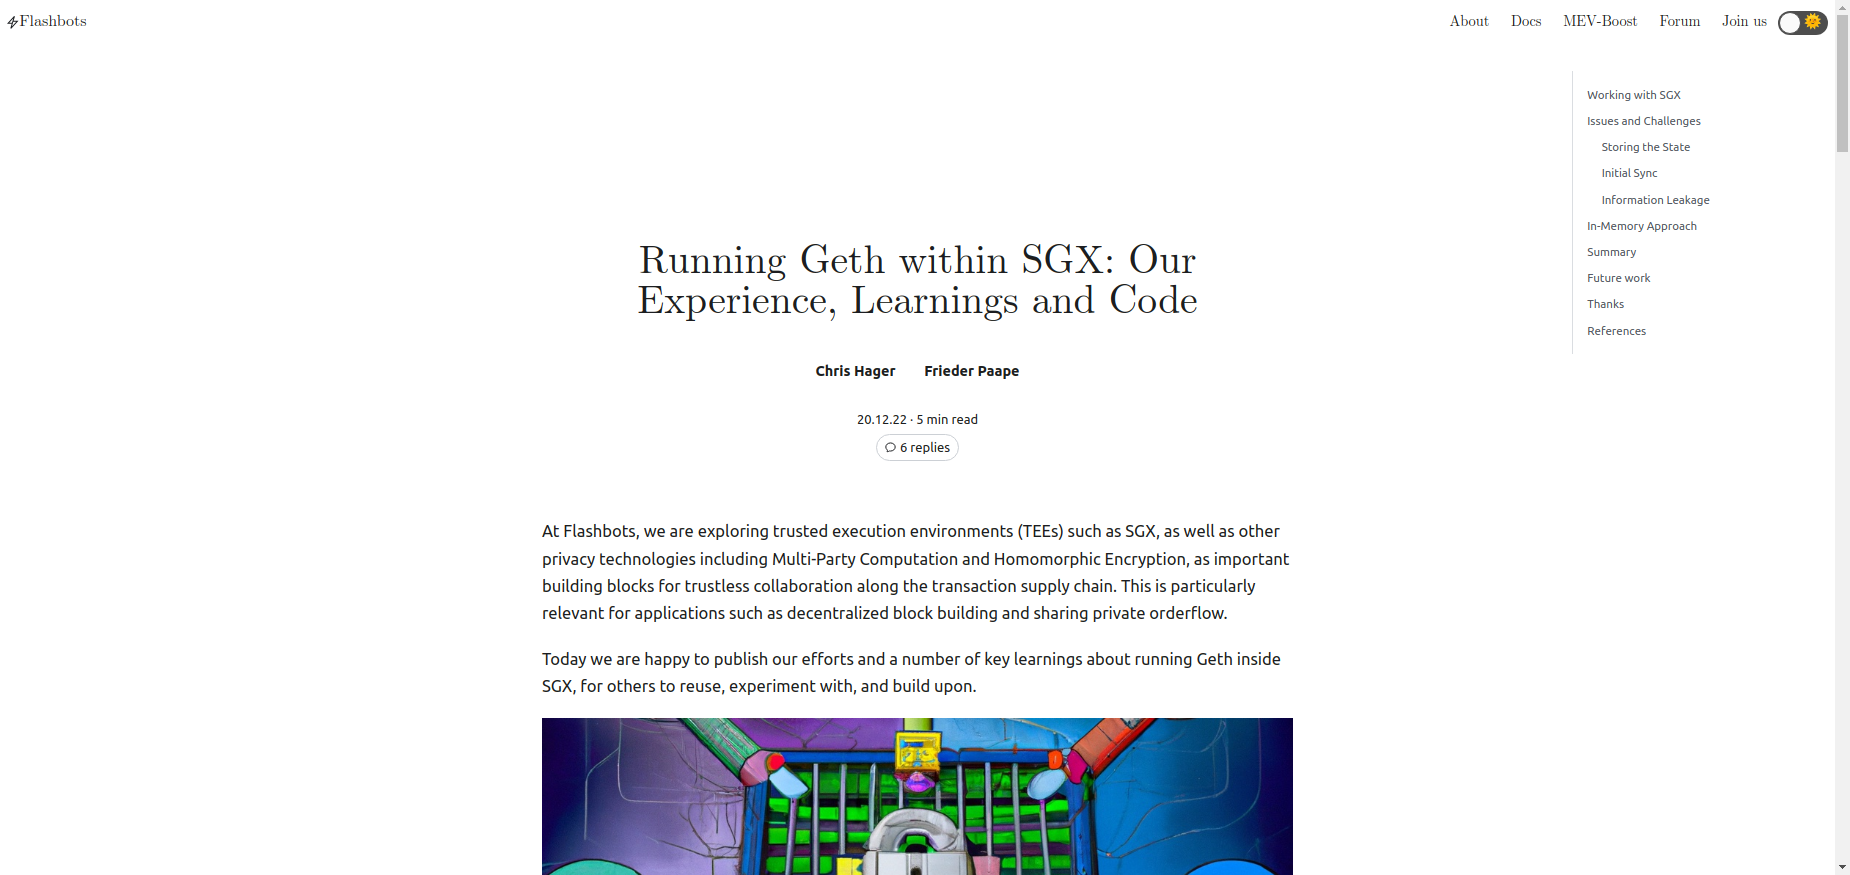 Flashbots
About Docs MEV-Boost Forum Join us
Working with SGX
Issues and Challenges
Storing the State
Initial Sync
Information Leakage
In-Memory Approach
Summary
Future work
Thanks
References
Running Geth within SGX: Our
Experience, Learnings and Code
Chris Hager Frieder Paape
20.12.22 · 5 min read
6 replies
At Flashbots, we are exploring trusted execution environments (TEEs) such as SGX, as well as other
privacy technologies including Multi-Party Computation and Homomorphic Encryption, as important
building blocks for trustless collaboration along the transaction supply chain. This is particularly
relevant for applications such as decentralized block building and sharing private orderflow.
Today we are happy to publish our efforts and a number of key learnings about running Geth inside
SGX, for others to reuse, experiment with, and build upon.